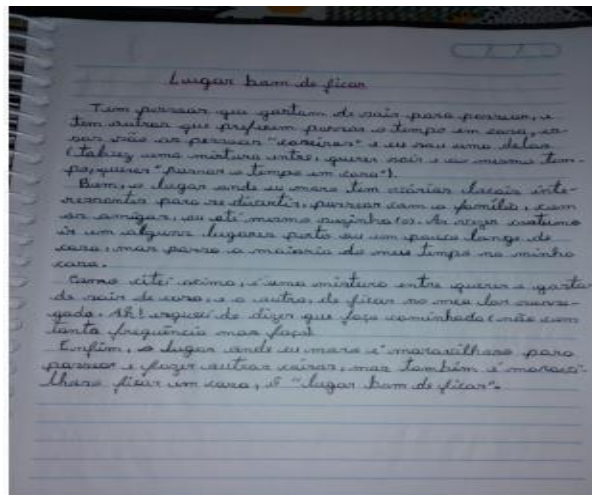 Lugar bom de ficar
Tem pessoas que gostam de sair para passear, e
tem outras que preferem passar o tempo em casa, es-
sas são as pessoas "caseiras" e eu sou uma delas
(talvez uma mistura entre, querer sair e ao mesmo tem-
po, querer "passar o tempo em casa").
Bom, o lugar onde eu moro tem vários locais inte-
ressantes para se divertir, passear com a família, com
os amigos, ou até mesmo sozinho(a). As vezes costumo
ir em alguns lugares perto ou um pouco longe de
casa, mas passo a maioria do meu tempo na minha
casa.
Como citei acima, é uma mistura entre querer e gostar
de sair de casa, e a outra, de ficar no meu lar sosse-
gada. Ah! esqueci de dizer que faço caminhada (não com
tanta frequência mas faço)
Enfim, o lugar onde eu moro é maravilhoso para
passear e fazer outras coisas, mas também é maravi-
lhoso ficar em casa, o "lugar bom de ficar".